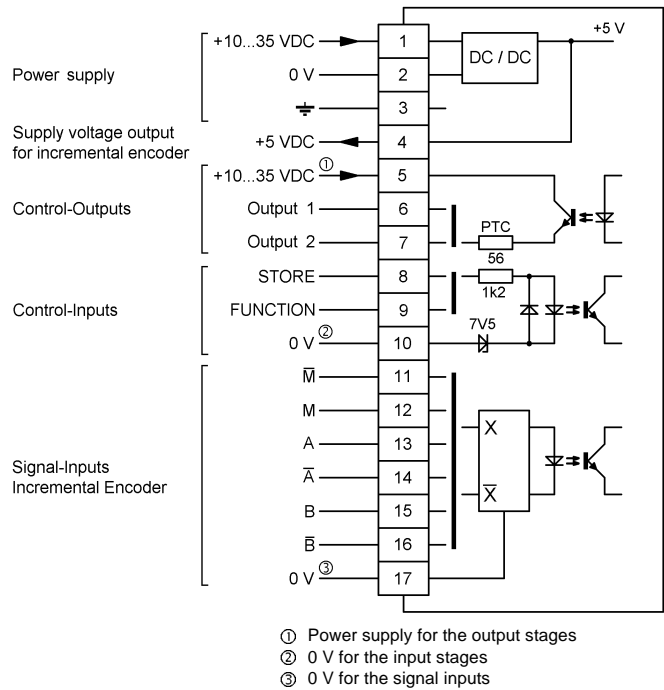 +10...35 VDC 1 DC / DC +5 V
Power supply 0 V 2
3
Supply voltage output
for incremental encoder +5 VDC 4
+10...35 VDC ① 5
Control-Outputs Output 1 6
Output 2 7 PTC
56
STORE 8 1k2
Control-Inputs FUNCTION 9
0 V ② 10 7V5
M̅ 11
M 12 X
A 13
Signal-Inputs
Incremental Encoder A̅ 14 X̅
B 15
B̅ 16
0 V ③ 17
① Power supply for the output stages
② 0 V for the input stages
③ 0 V for the signal inputs